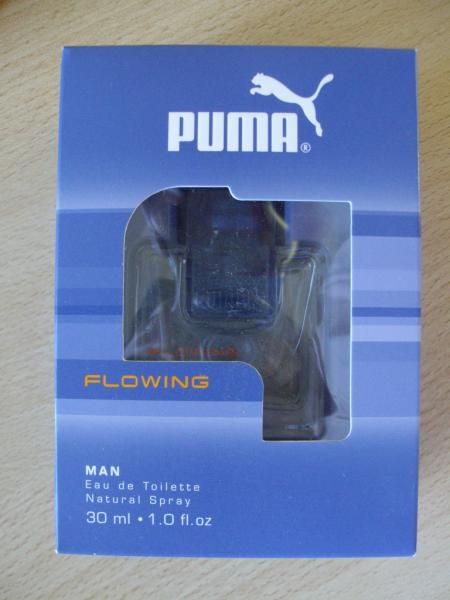 PUMA®
FLOWING
MAN
Eau de Toilette
Natural Spray
30 ml • 1.0 fl.oz